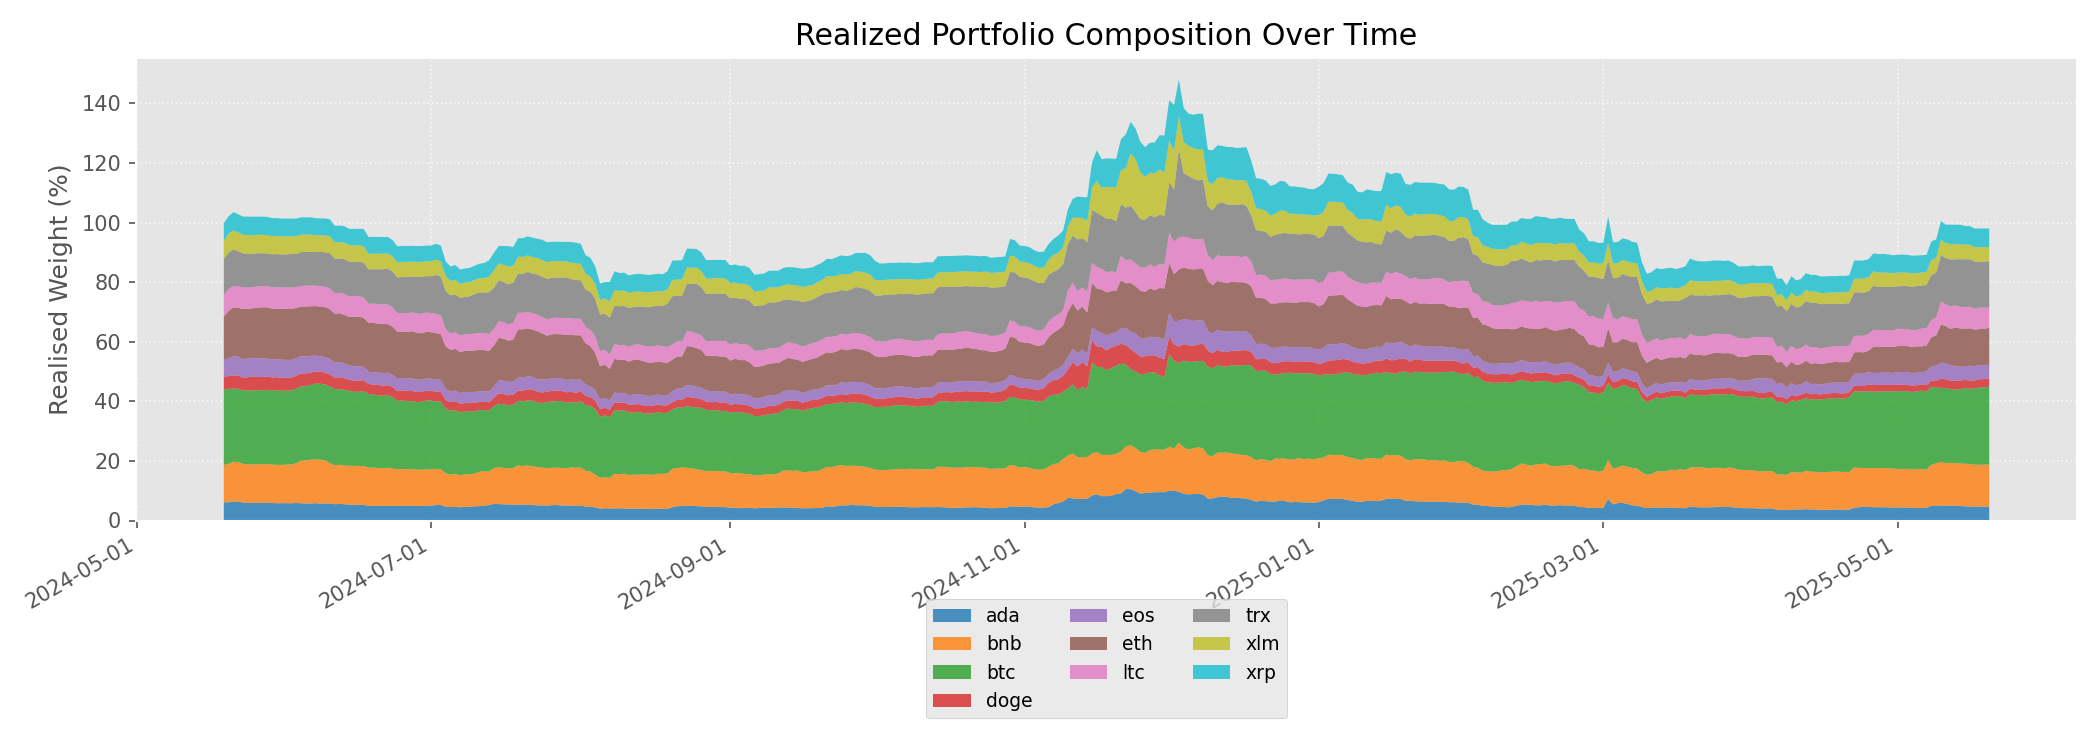 Realized Portfolio Composition Over Time
Realised Weight (%)
140
120
100
80
60
40
20
0
2024-05-01
2024-07-01
2024-09-01
2024-11-01
2025-01-01
2025-03-01
2025-05-01
ada
bnb
btc
doge
eos
eth
ltc
trx
xlm
xrp